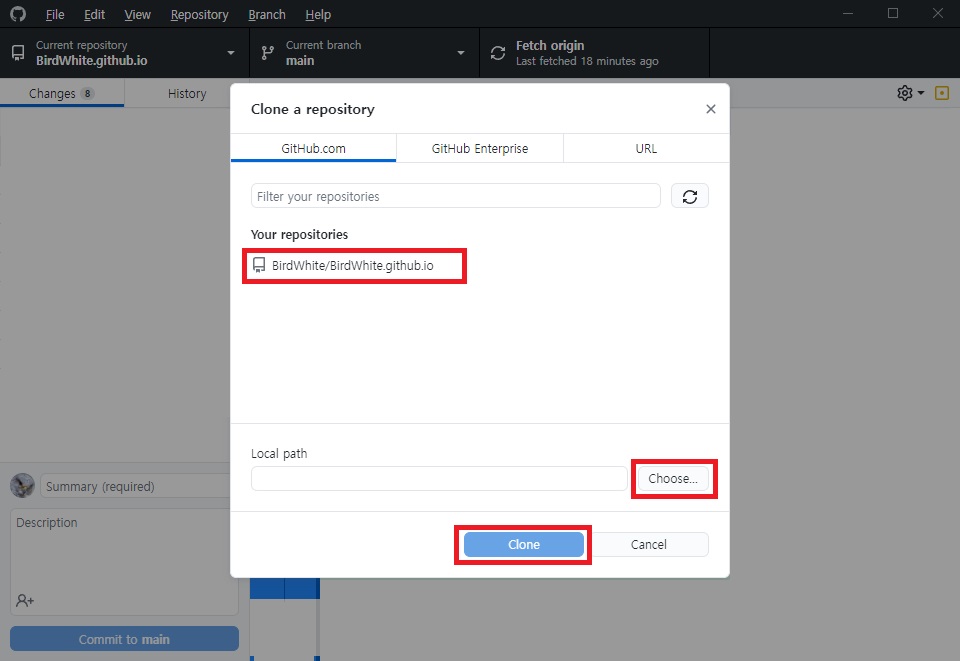 File Edit View Repository Branch Help
Current repository
BirdWhite.github.io
Current branch
main
Fetch origin
Last fetched 18 minutes ago
Changes 8 History
Clone a repository
GitHub.com GitHub Enterprise URL
Filter your repositories
Your repositories
BirdWhite/BirdWhite.github.io
Local path
Choose...
Clone Cancel
Summary (required)
Description
Commit to main